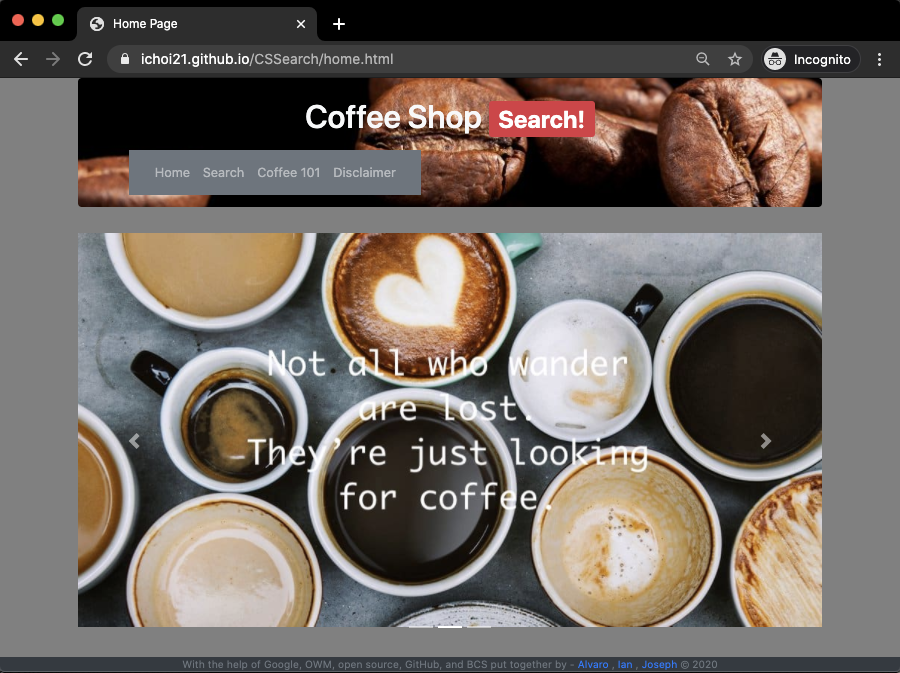 Home Page
ichoi21.github.io/CSSearch/home.html
Incognito
Coffee Shop Search!
Home Search Coffee 101 Disclaimer
Not all who wander
are lost.
They're just looking
for coffee.
With the help of Google, OWM, open source, GitHub, and BCS put together by - Alvaro , Ian , Joseph © 2020